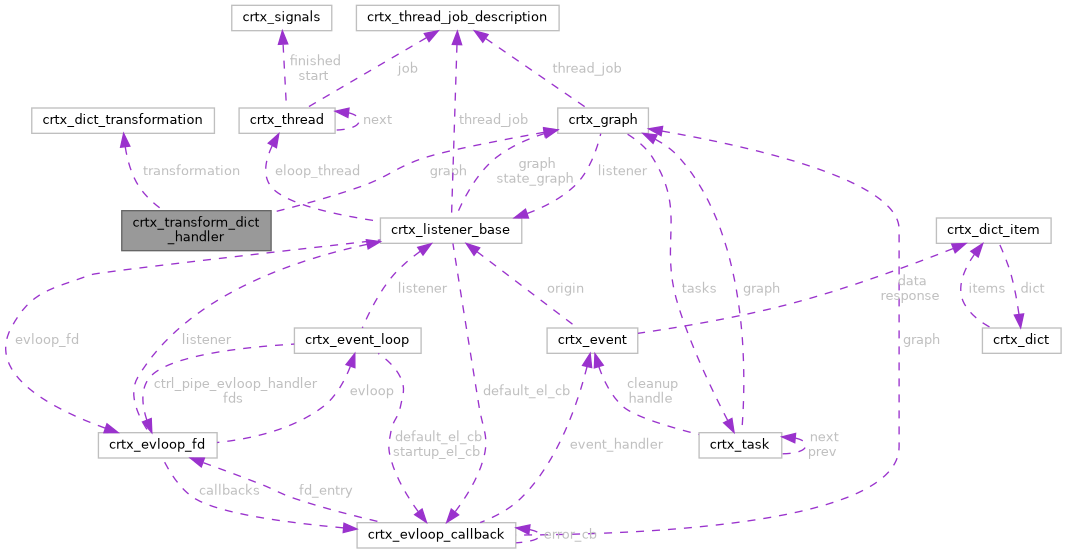 crtx_signals
crtx_thread_job_description
finished
start
job
thread_job
crtx_dict_transformation
crtx_thread
next
thread_job
crtx_graph
transformation
eloop_thread
graph
graph
state_graph
listener
crtx_transform_dict
_handler
crtx_listener_base
crtx_dict_item
listener
origin
tasks
graph
data
response
items
dict
evloop_fd
listener
crtx_event_loop
crtx_event
graph
crtx_dict
ctrl_pipe_evloop_handler
fds
evloop
default_el_cb
cleanup
handle
default_el_cb
startup_el_cb
event_handler
crtx_evloop_fd
crtx_task
next
prev
callbacks
fd_entry
crtx_evloop_callback
error_cb